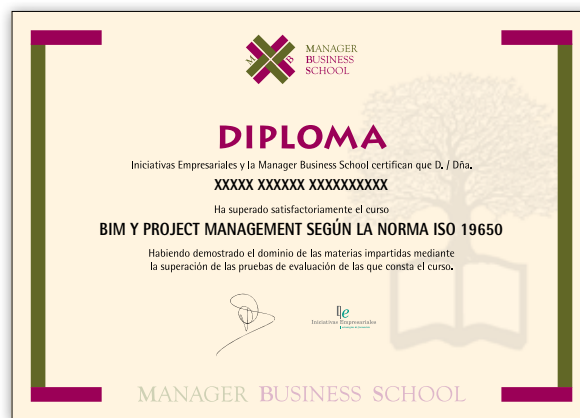 M B
MANAGER
BUSINESS
SCHOOL
DIPLOMA
Iniciativas Empresariales y la Manager Business School certifican que D. / Dña.
XXXXX XXXXXX XXXXXXXXXX
Ha superado satisfactoriamente el curso
BIM Y PROJECT MANAGEMENT SEGÚN LA NORMA ISO 19650
Habiendo demostrado el dominio de las materias impartidas mediante
la superación de las pruebas de evaluación de las que consta el curso.
Iniciativas Empresariales
MANAGER BUSINESS SCHOOL